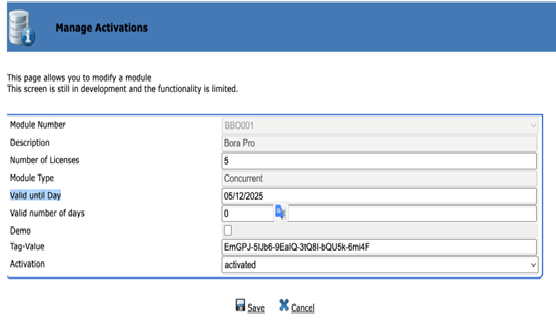 Manage Activations
This page allows you to modify a module
This screen is still in development and the functionality is limited.
Module Number BBO001
Description Bora Pro
Number of Licenses 5
Module Type Concurrent
Valid until Day 05/12/2025
Valid number of days 0
Demo
Tag-Value EmGPJ-5IJb6-9EaIQ-3tQ8I-bQU5k-6mi4F
Activation activated
Save Cancel